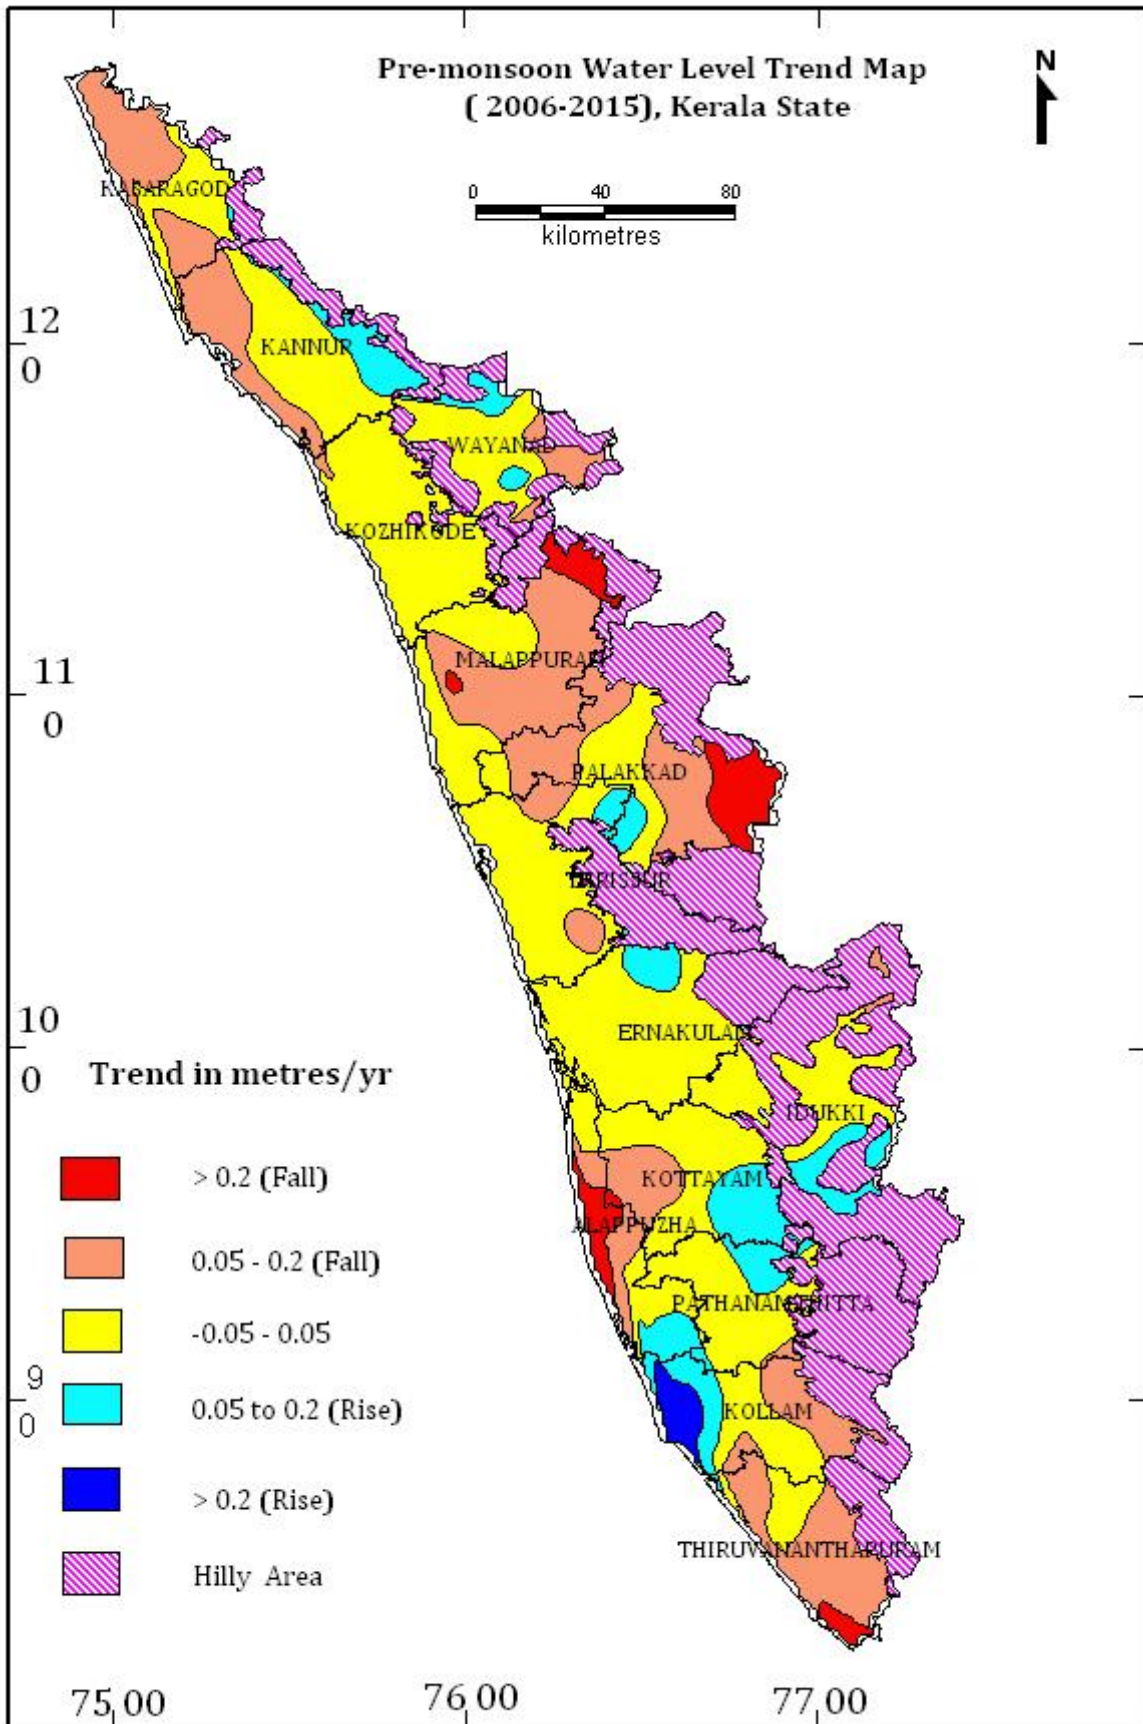 Pre-monsoon Water Level Trend Map
( 2006-2015), Kerala State
N
0 40 80
kilometres
KASARAGOD
12
0
KANNUR
WAYANAD
KOZHIKODE
MALAPPURAM
11
0
PALAKKAD
THRISSUR
10
0
ERNAKULAM
IDUKKI
KOTTAYAM
ALAPPUZHA
PATHANAMTHITTA
9
0
KOLLAM
THIRUVANANTHAPURAM
Trend in metres/yr
> 0.2 (Fall)
0.05 - 0.2 (Fall)
-0.05 - 0.05
0.05 to 0.2 (Rise)
> 0.2 (Rise)
Hilly Area
75 00 76 00 77 00